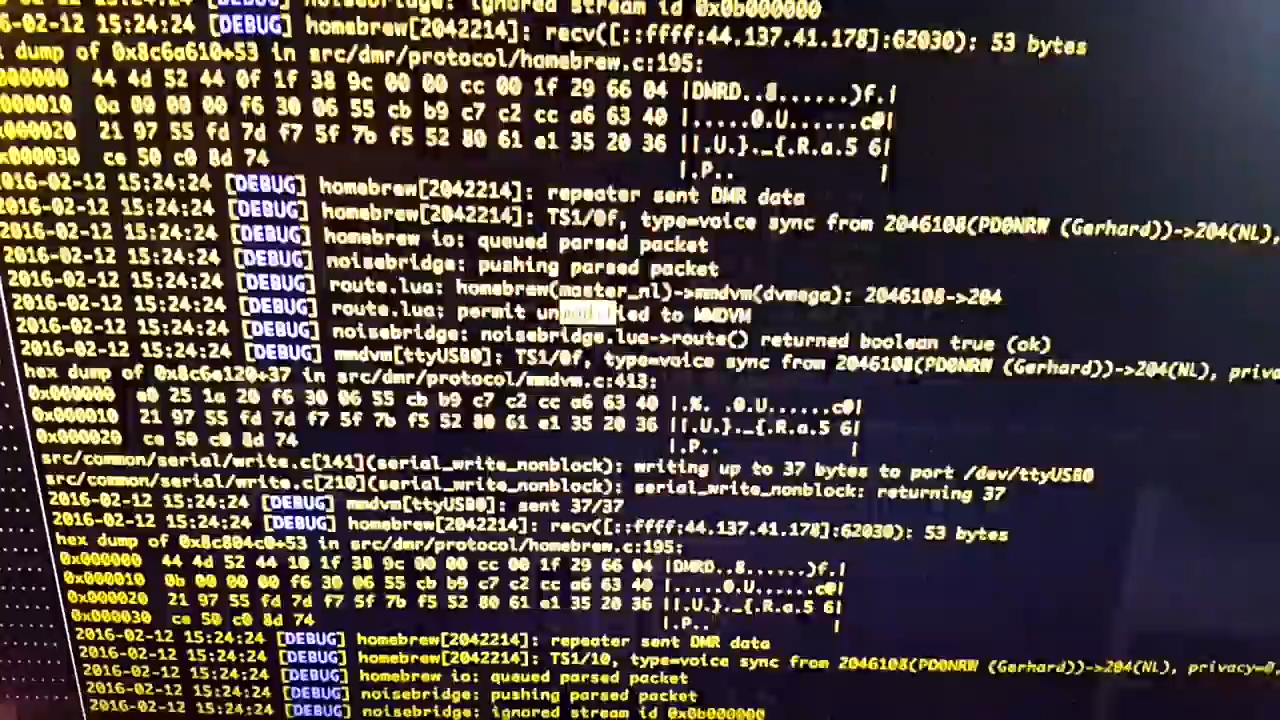 [DEBUG] noisebridge: ignored stream id 0x0b000000
-02-12 15:24:24 [DEBUG] homebrew[2042214]: recv([::ffff:44.137.41.178]:62030): 53 bytes
dump of 0x8c6a610+53 in src/dmr/protocol/homebrew.c:195:
000000 44 4d 52 44 0f 1f 38 9c 00 00 cc 00 1f 29 66 04 |DMRD..8......)f.|
000010 0a 00 00 00 f6 30 06 55 cb b9 c7 c2 cc a6 63 40 |.....0.U......c@|
x000020 21 97 55 fd 7d f7 5f 7b f5 52 80 61 e1 35 20 36 |!.U.}._{.R.a.5 6|
x000030 ce 50 c0 8d 74 |.P.. |
2016-02-12 15:24:24 [DEBUG] homebrew[2042214]: repeater sent DMR data
2016-02-12 15:24:24 [DEBUG] homebrew[2042214]: TS1/0f, type=voice sync from 2046108(PD0NRW (Gerhard))->204(NL),
2016-02-12 15:24:24 [DEBUG] homebrew io: queued parsed packet
2016-02-12 15:24:24 [DEBUG] noisebridge: pushing parsed packet
2016-02-12 15:24:24 [DEBUG] route.lua: homebrew(master_nl)->mmdvm(dvmega): 2046108->204
2016-02-12 15:24:24 [DEBUG] route.lua: permit unmodified to MMDVM
2016-02-12 15:24:24 [DEBUG] noisebridge: noisebridge.lua->route() returned boolean true (ok)
2016-02-12 15:24:24 [DEBUG] mmdvm[ttyUSB0]: TS1/0f, type=voice sync from 2046108(PD0NRW (Gerhard))->204(NL), priva
hex dump of 0x8c6e120+37 in src/dmr/protocol/mmdvm.c:413:
0x000000 e0 25 1a 20 f6 30 06 55 cb b9 c7 c2 cc a6 63 40 |.%. .0.U......c@|
0x000010 21 97 55 fd 7d f7 5f 7b f5 52 80 61 e1 35 20 36 |!.U.}._{.R.a.5 6|
0x000020 ce 50 c0 8d 74 |.P.. |
src/common/serial/write.c[141](serial_write_nonblock): writing up to 37 bytes to port /dev/ttyUSB0
src/common/serial/write.c[210](serial_write_nonblock): serial_write_nonblock: returning 37
2016-02-12 15:24:24 [DEBUG] mmdvm[ttyUSB0]: sent 37/37
2016-02-12 15:24:24 [DEBUG] homebrew[2042214]: recv([::ffff:44.137.41.178]:62030): 53 bytes
hex dump of 0x8c804c0+53 in src/dmr/protocol/homebrew.c:195:
0x000000 44 4d 52 44 10 1f 38 9c 00 00 cc 00 1f 29 66 04 |DMRD..8......)f.|
0x000010 0b 00 00 00 f6 30 06 55 cb b9 c7 c2 cc a6 63 40 |.....0.U......c@|
0x000020 21 97 55 fd 7d f7 5f 7b f5 52 80 61 e1 35 20 36 |!.U.}._{.R.a.5 6|
0x000030 ce 50 c0 8d 74 |.P.. |
2016-02-12 15:24:24 [DEBUG] homebrew[2042214]: repeater sent DMR data
2016-02-12 15:24:24 [DEBUG] homebrew[2042214]: TS1/10, type=voice sync from 2046108(PD0NRW (Gerhard))->204(NL), privacy=0,
2016-02-12 15:24:24 [DEBUG] homebrew io: queued parsed packet
2016-02-12 15:24:24 [DEBUG] noisebridge: pushing parsed packet
2016-02-12 15:24:24 [DEBUG] noisebridge: ignored stream id 0x0b000000